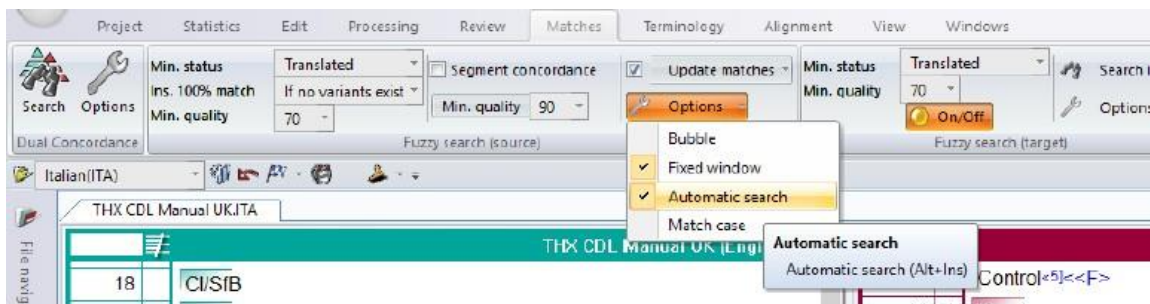 Project Statistics Edit Processing Review Matches Terminology Alignment View Windows
Min. status Translated Segment concordance Update matches Min. status Translated
Search Options Ins. 100% match If no variants exist Min. quality 90 Options Min. quality 70 Search
Min. quality 70 On/Off Options
Dual Concordance Fuzzy search (source) Fuzzy search (target)
Bubble
Italian(ITA) Fixed window
Automatic search
THX CDL Manual UK.ITA
Match case
THX CDL Manual UK (Engl
Automatic search
Automatic search (Alt+Ins)
File navig
18 CI/SfB Control<5]<<F>